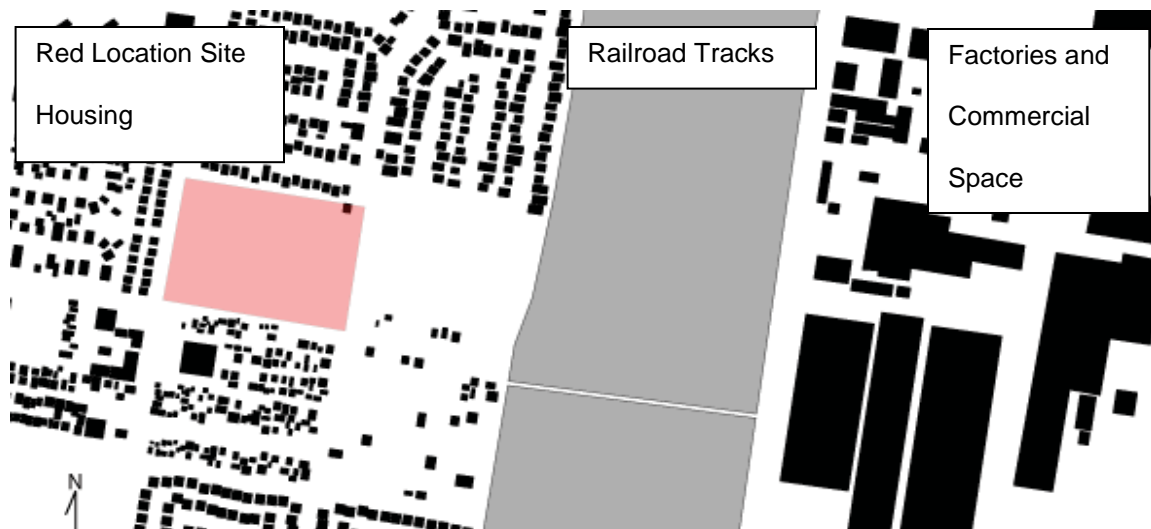 Red Location Site
Housing
Railroad Tracks
Factories and
Commercial
Space
N